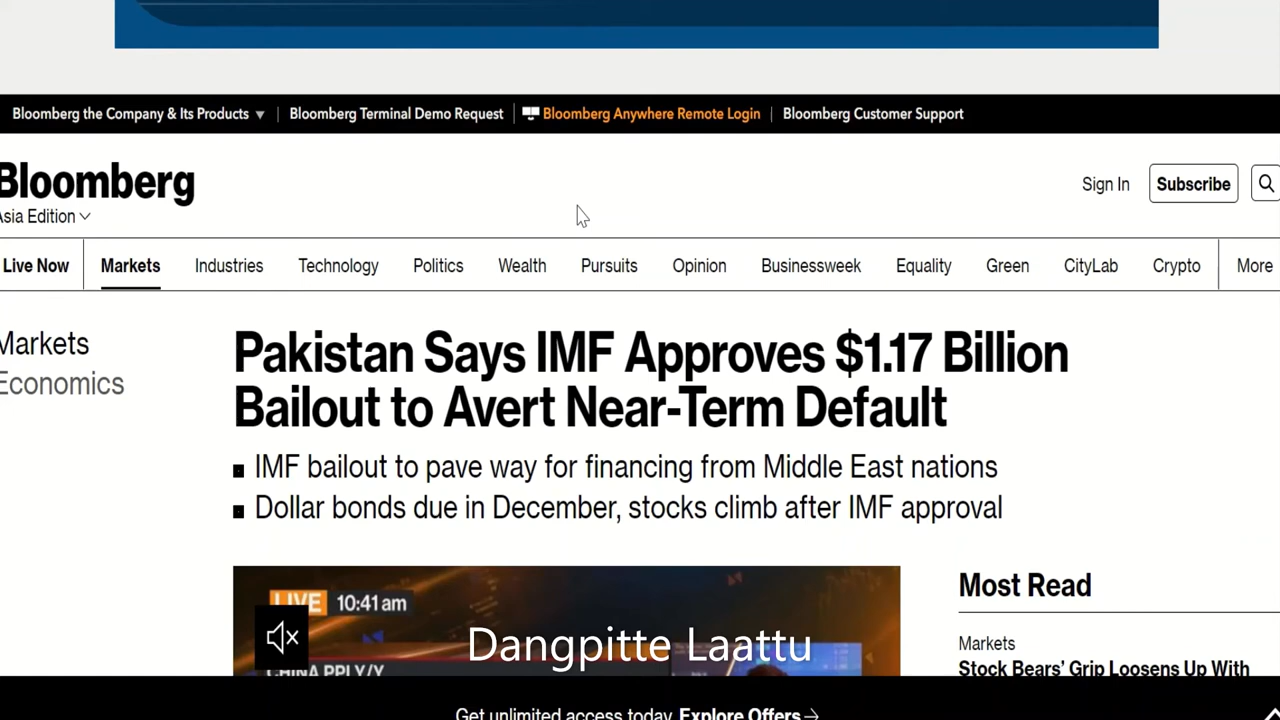 Bloomberg the Company & Its Products ▼ | Bloomberg Terminal Demo Request | Bloomberg Anywhere Remote Login | Bloomberg Customer Support
Bloomberg
Sign In Subscribe
Asia Edition
Live Now Markets Industries Technology Politics Wealth Pursuits Opinion Businessweek Equality Green CityLab Crypto More
Markets
Economics
Pakistan Says IMF Approves $1.17 Billion
Bailout to Avert Near-Term Default
IMF bailout to pave way for financing from Middle East nations
Dollar bonds due in December, stocks climb after IMF approval
LIVE 10:41am
CHINA PPI Y/Y
Dangpitte Laattu
Most Read
Markets
Stock Bears’ Grip Loosens Up With
Get unlimited access today. Explore Offers→